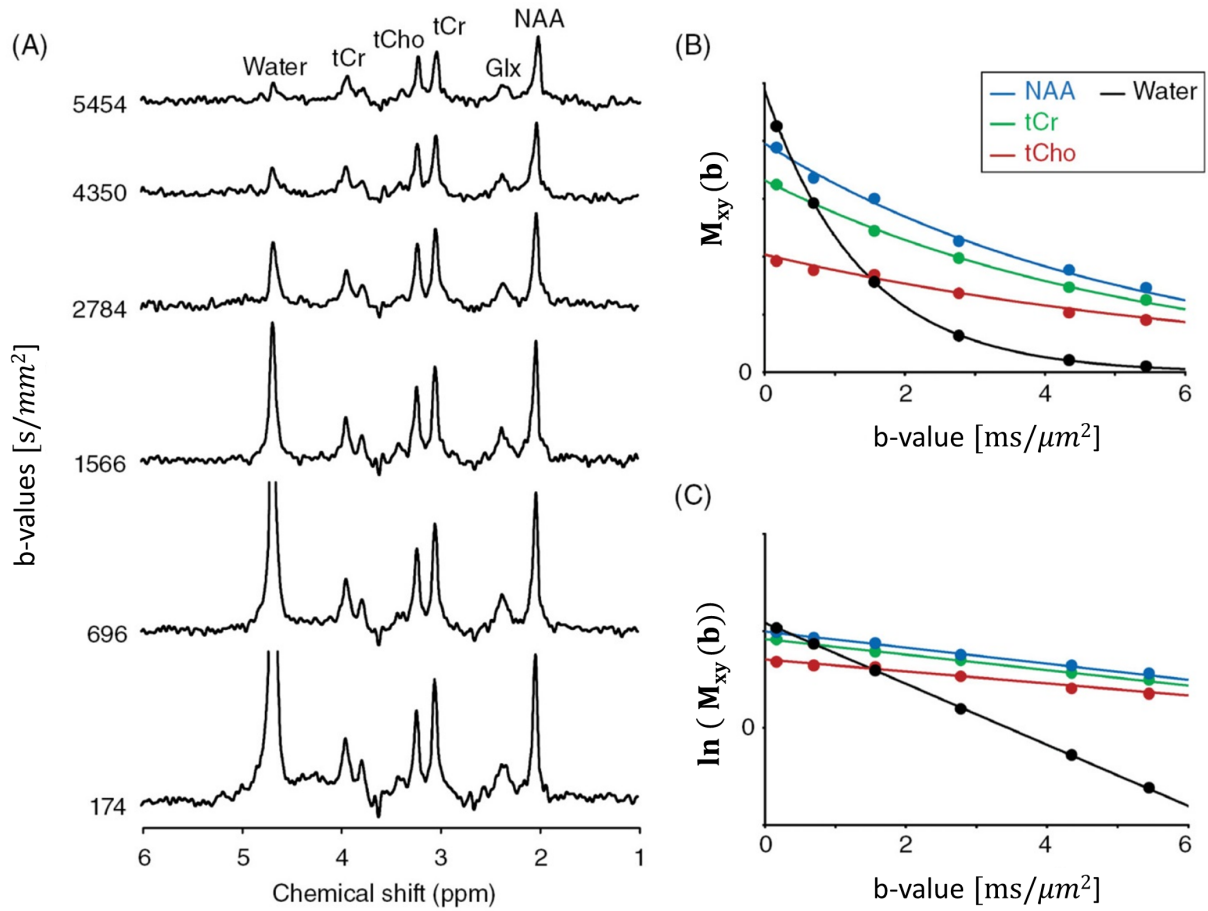 (A)
Water
tCr
tCho
tCr
Glx
NAA
5454
4350
2784
1566
696
174
b-values [s/mm²]
6 5 4 3 2 1
Chemical shift (ppm)
(B)
NAA
Water
tCr
tCho
Mxy(b)
0
0 2 4 6
b-value [ms/μm²]
(C)
ln ( Mxy(b))
0
0 2 4 6
b-value [ms/μm²]